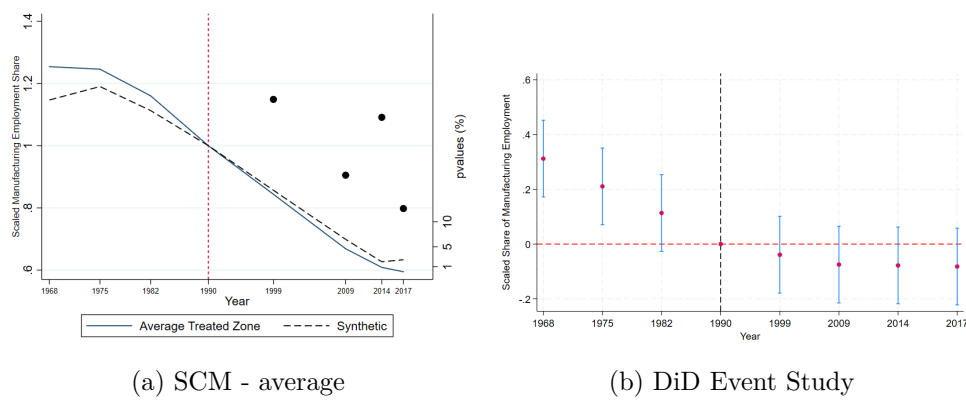 Scaled Manufacturing Employment Share
1.4
1.2
1
.8
.6
10
5
1
pvalues (%)
1968 1975 1982 1990 1999 2009 2014 2017
Year
Average Treated Zone Synthetic
(a) SCM - average
Scaled Share of Manufacturing Employment
.6
.4
.2
0
-.2
1968 1975 1982 1990 1999 2009 2014 2017
Year
(b) DiD Event Study